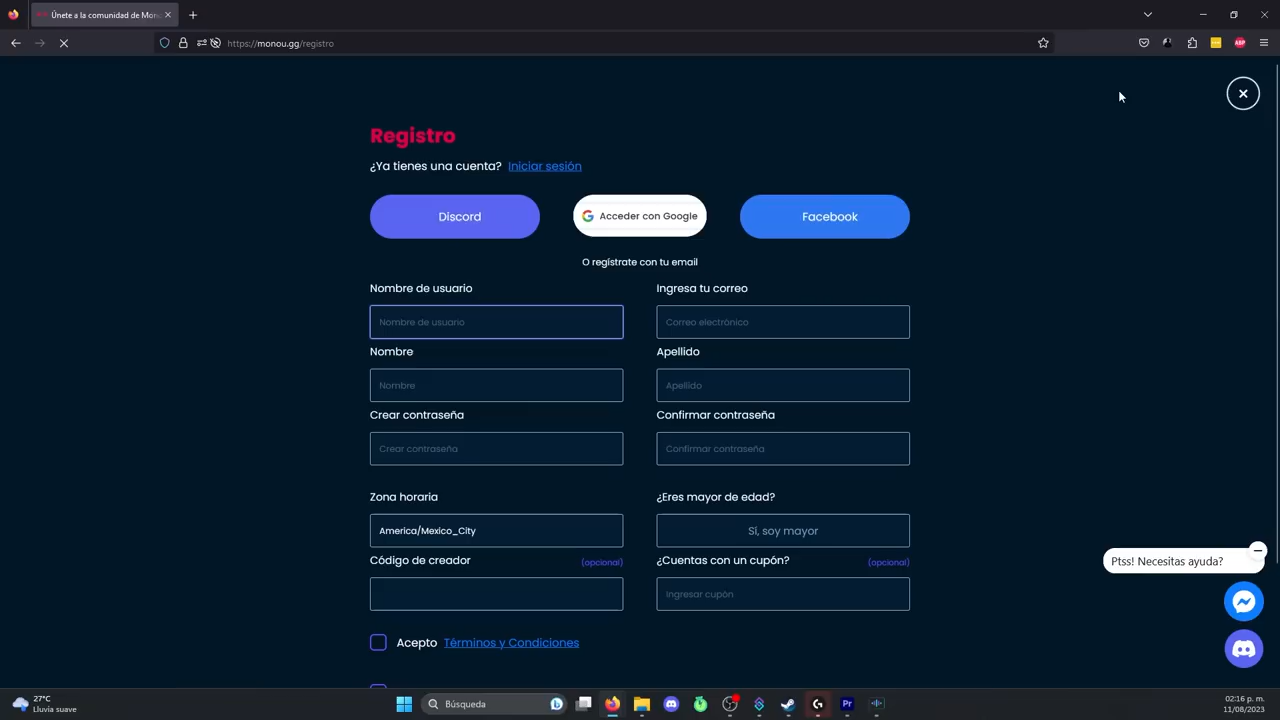 Únete a la comunidad de Mon
https://monou.gg/registro
Registro
¿Ya tienes una cuenta? Iniciar sesión
Discord
Acceder con Google
Facebook
O regístrate con tu email
Nombre de usuario
Ingresa tu correo
Nombre de usuario
Correo electrónico
Nombre
Apellido
Nombre
Apellido
Crear contraseña
Confirmar contraseña
Crear contraseña
Confirmar contraseña
Zona horaria
¿Eres mayor de edad?
America/Mexico_City
Sí, soy mayor
Código de creador (opcional)
¿Cuentas con un cupón? (opcional)
Ingresar cupón
Ptss! Necesitas ayuda?
Acepto Términos y Condiciones
27°C
Lluvia suave
Búsqueda
Pr
02:16 p. m.
11/08/2023
ABP